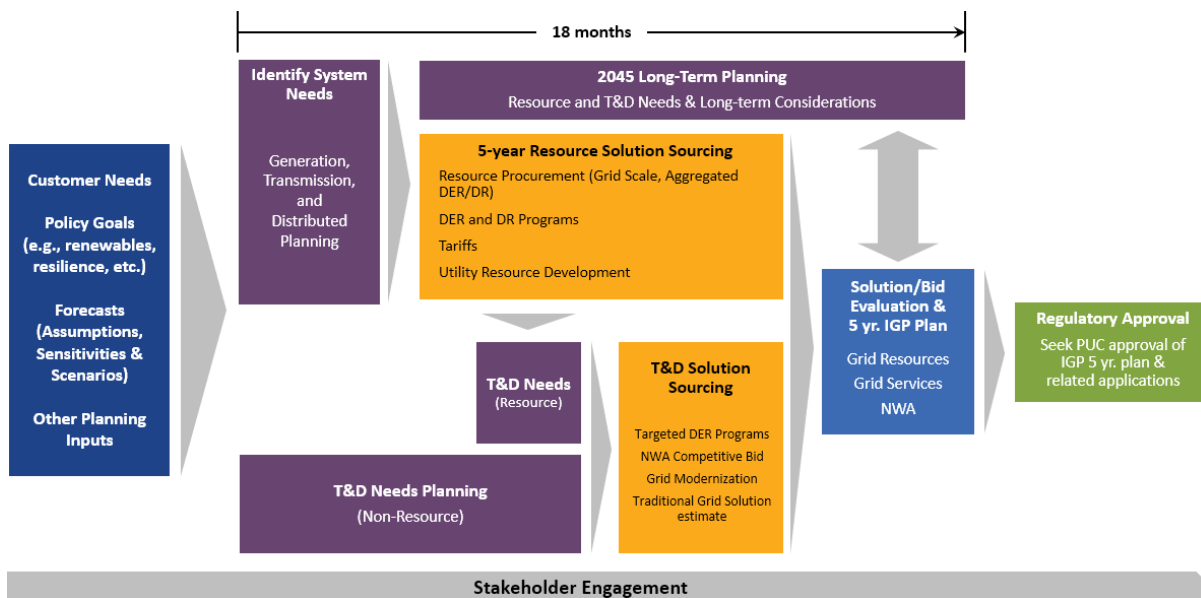 18 months
Identify System
Needs
Generation,
Transmission,
and
Distributed
Planning
2045 Long-Term Planning
Resource and T&D Needs & Long-term Considerations
Customer Needs
Policy Goals
(e.g., renewables,
resilience, etc.)
Forecasts
(Assumptions,
Sensitivities &
Scenarios)
Other Planning
Inputs
5-year Resource Solution Sourcing
Resource Procurement (Grid Scale, Aggregated
DER/DR)
DER and DR Programs
Tariffs
Utility Resource Development
T&D Needs
(Resource)
T&D Needs Planning
(Non-Resource)
T&D Solution
Sourcing
Targeted DER Programs
NWA Competitive Bid
Grid Modernization
Traditional Grid Solution
estimate
Solution/Bid
Evaluation &
5 yr. IGP Plan
Grid Resources
Grid Services
NWA
Regulatory Approval
Seek PUC approval of
IGP 5 yr. plan &
related applications
Stakeholder Engagement